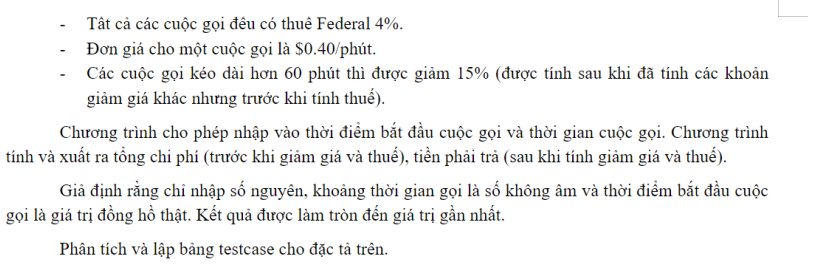 - Tât cả các cuộc gọi đêu có thuê Federal 4%.
- Đơn giá cho một cuộc gọi là $0.40/phút.
- Các cuộc gọi kéo dài hơn 60 phút thì được giảm 15% (được tính sau khi đã tính các khoản
giảm giá khác nhưng trước khi tính thuế).
Chương trình cho phép nhập vào thời điểm bắt đầu cuộc gọi và thời gian cuộc gọi. Chương trình
tính và xuất ra tổng chi phí (trước khi giảm giá và thuế), tiền phải trả (sau khi tính giảm giá và thuế).
Giả định rằng chỉ nhập số nguyên, khoảng thời gian gọi là số không âm và thời điểm bắt đầu cuộc
gọi là giá trị đồng hồ thật. Kết quả được làm tròn đến giá trị gần nhất.
Phân tích và lập bảng testcase cho đặc tả trên.